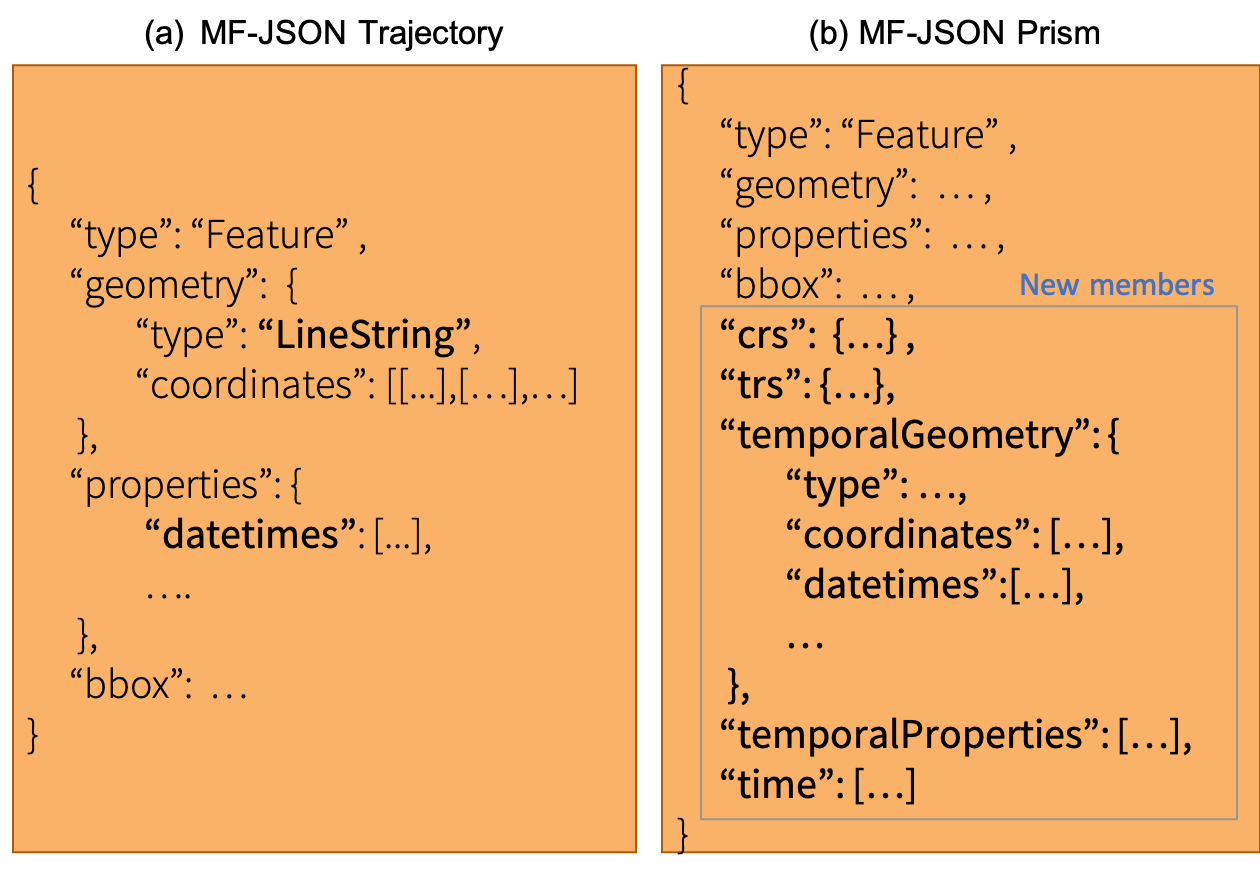 (a) MF-JSON Trajectory
{
“type”: “Feature” ,
“geometry”: {
“type”: “LineString”,
“coordinates”: [[...],[…],…]
},
“properties”: {
“datetimes”: [...],
….
},
“bbox”: …
}
(b) MF-JSON Prism
{
“type”: “Feature” ,
“geometry”: … ,
“properties”: … ,
“bbox”: … ,
New members
“crs”: {…} ,
“trs”: {…},
“temporalGeometry”: {
“type”: …,
“coordinates”: […],
“datetimes”:[…],
…
},
“temporalProperties”: […],
“time”: […]
}